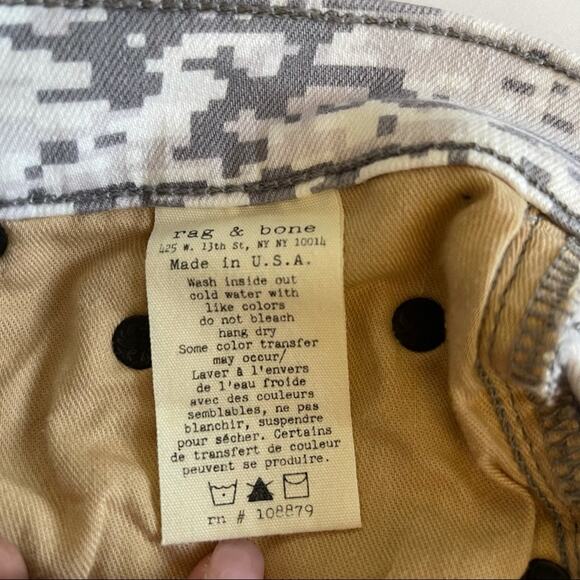 rag & bone
425 W. 13th St, NY NY 10014
Made in U.S.A.
Wash inside out
cold water with
like colors
do not bleach
hang dry
Some color transfer
may occur/
Laver à l'envers
de l'eau froide
avec des couleurs
semblables, ne pas
blanchir, suspendre
pour sécher. Certains
de transfert de couleur
peuvent se produire.
rn # 108879